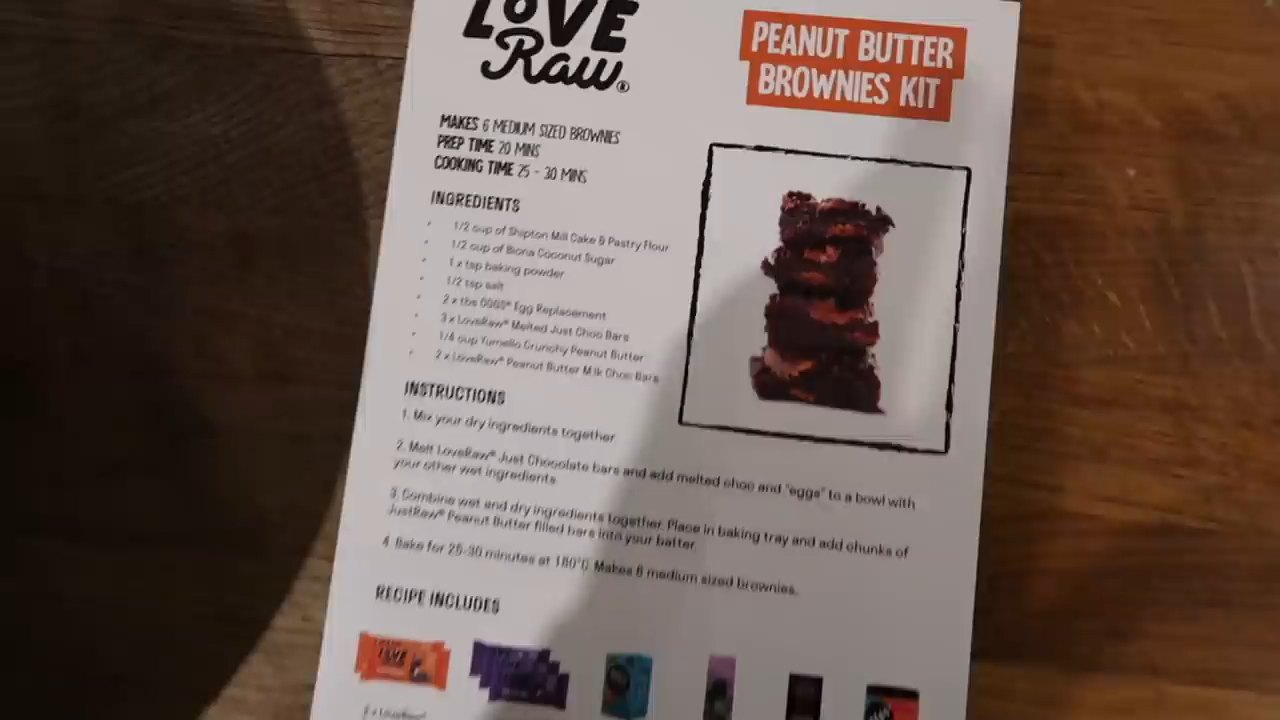 LOVE
Raw®
PEANUT BUTTER
BROWNIES KIT
MAKES 6 MEDIUM SIZED BROWNIES
PREP TIME 20 MINS
COOKING TIME 25 - 30 MINS
INGREDIENTS
1/2 cup of Shipton Mill Cake & Pastry Flour
1/2 cup of Biona Coconut Sugar
1 x tsp baking powder
1/2 tsp salt
2 x tbs OGGS® Egg Replacement
3 x LoveRaw® Melted Just Choc Bars
1/4 cup Yumello Crunchy Peanut Butter
2 x LoveRaw® Peanut Butter M:lk Choc Bars
INSTRUCTIONS
1. Mix your dry ingredients together
2. Melt LoveRaw® Just Chocolate bars and add melted choc and "eggs" to a bowl with
your other wet ingredients.
3. Combine wet and dry ingredients together. Place in baking tray and add chunks of
JustRaw® Peanut Butter filled bars into your batter.
4. Bake for 25-30 minutes at 180°C. Makes 6 medium sized brownies.
RECIPE INCLUDES
LOVE